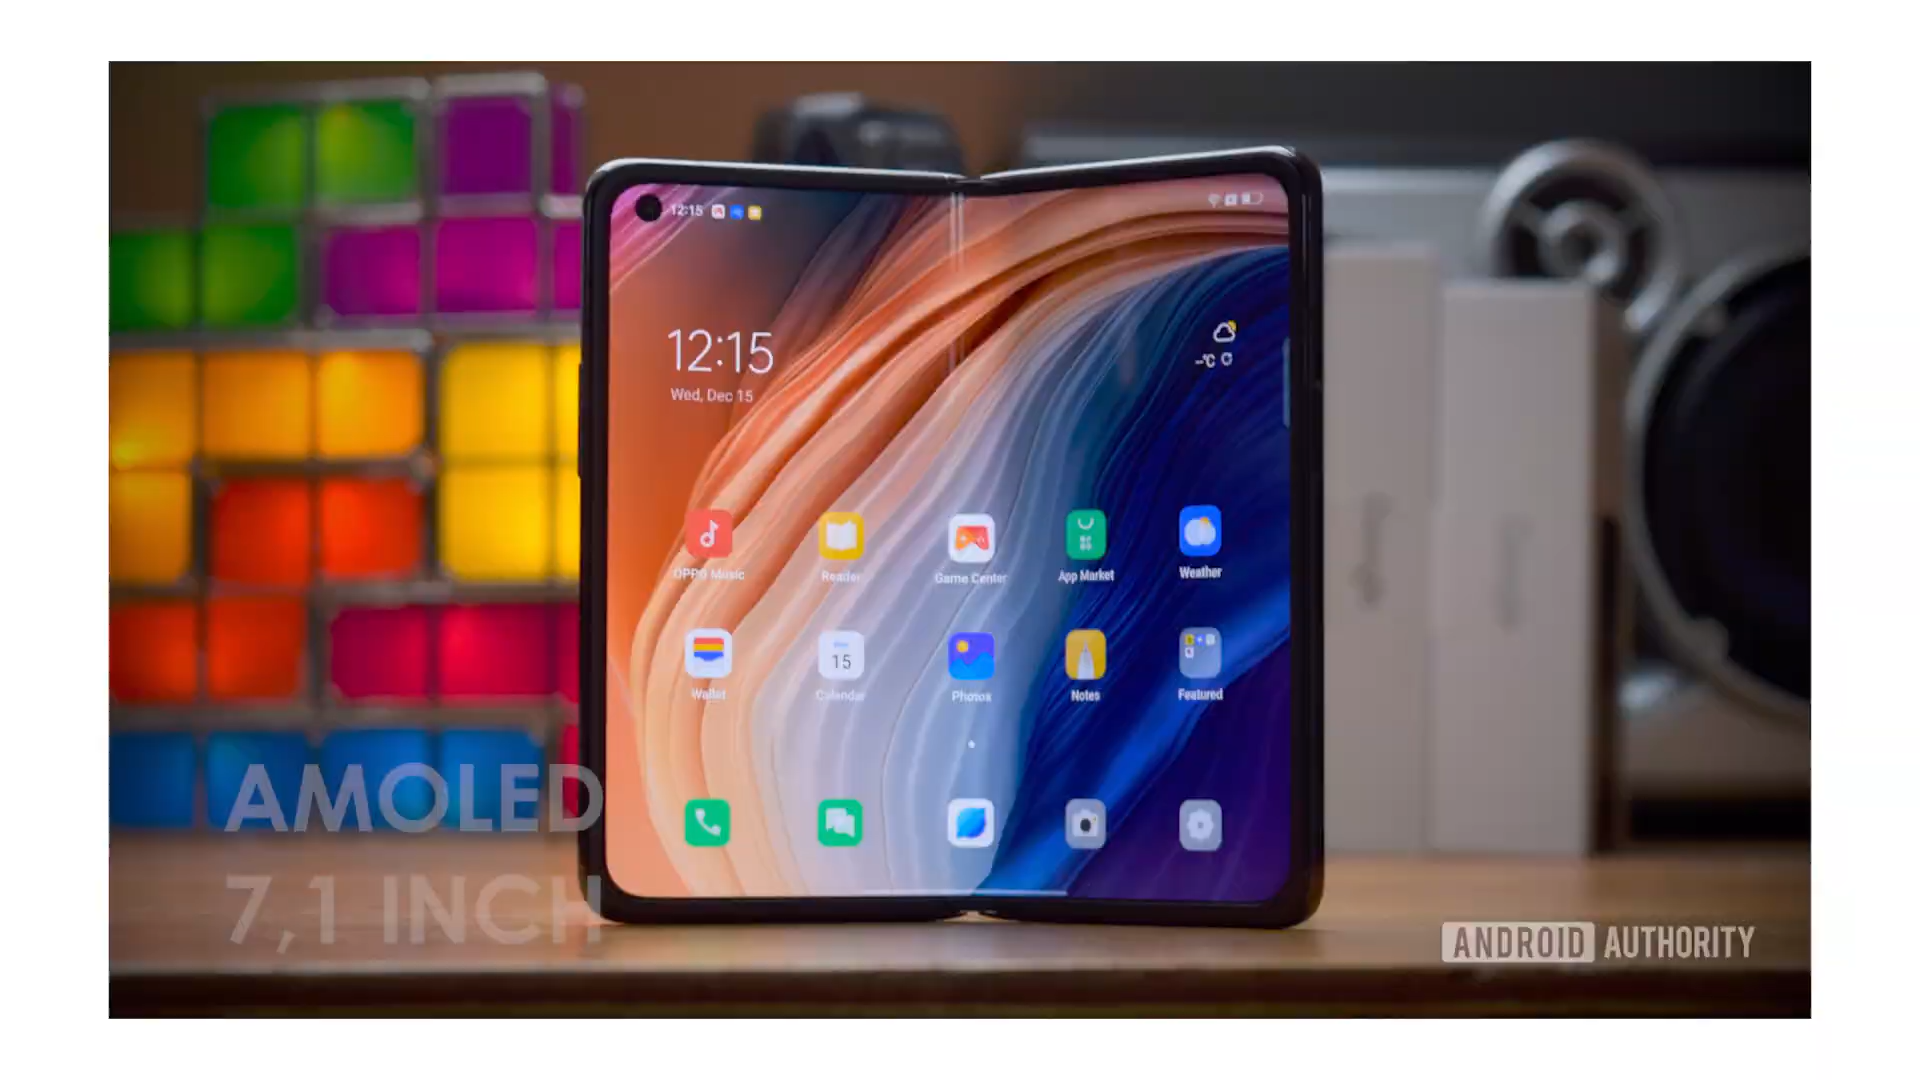 12:15
12:15
Wed, Dec 15
-°C
OPPO Music
Reader
Game Center
App Market
Weather
15
Wallet
Calendar
Photos
Notes
Featured
AMOLED
7,1 INCH
ANDROID AUTHORITY